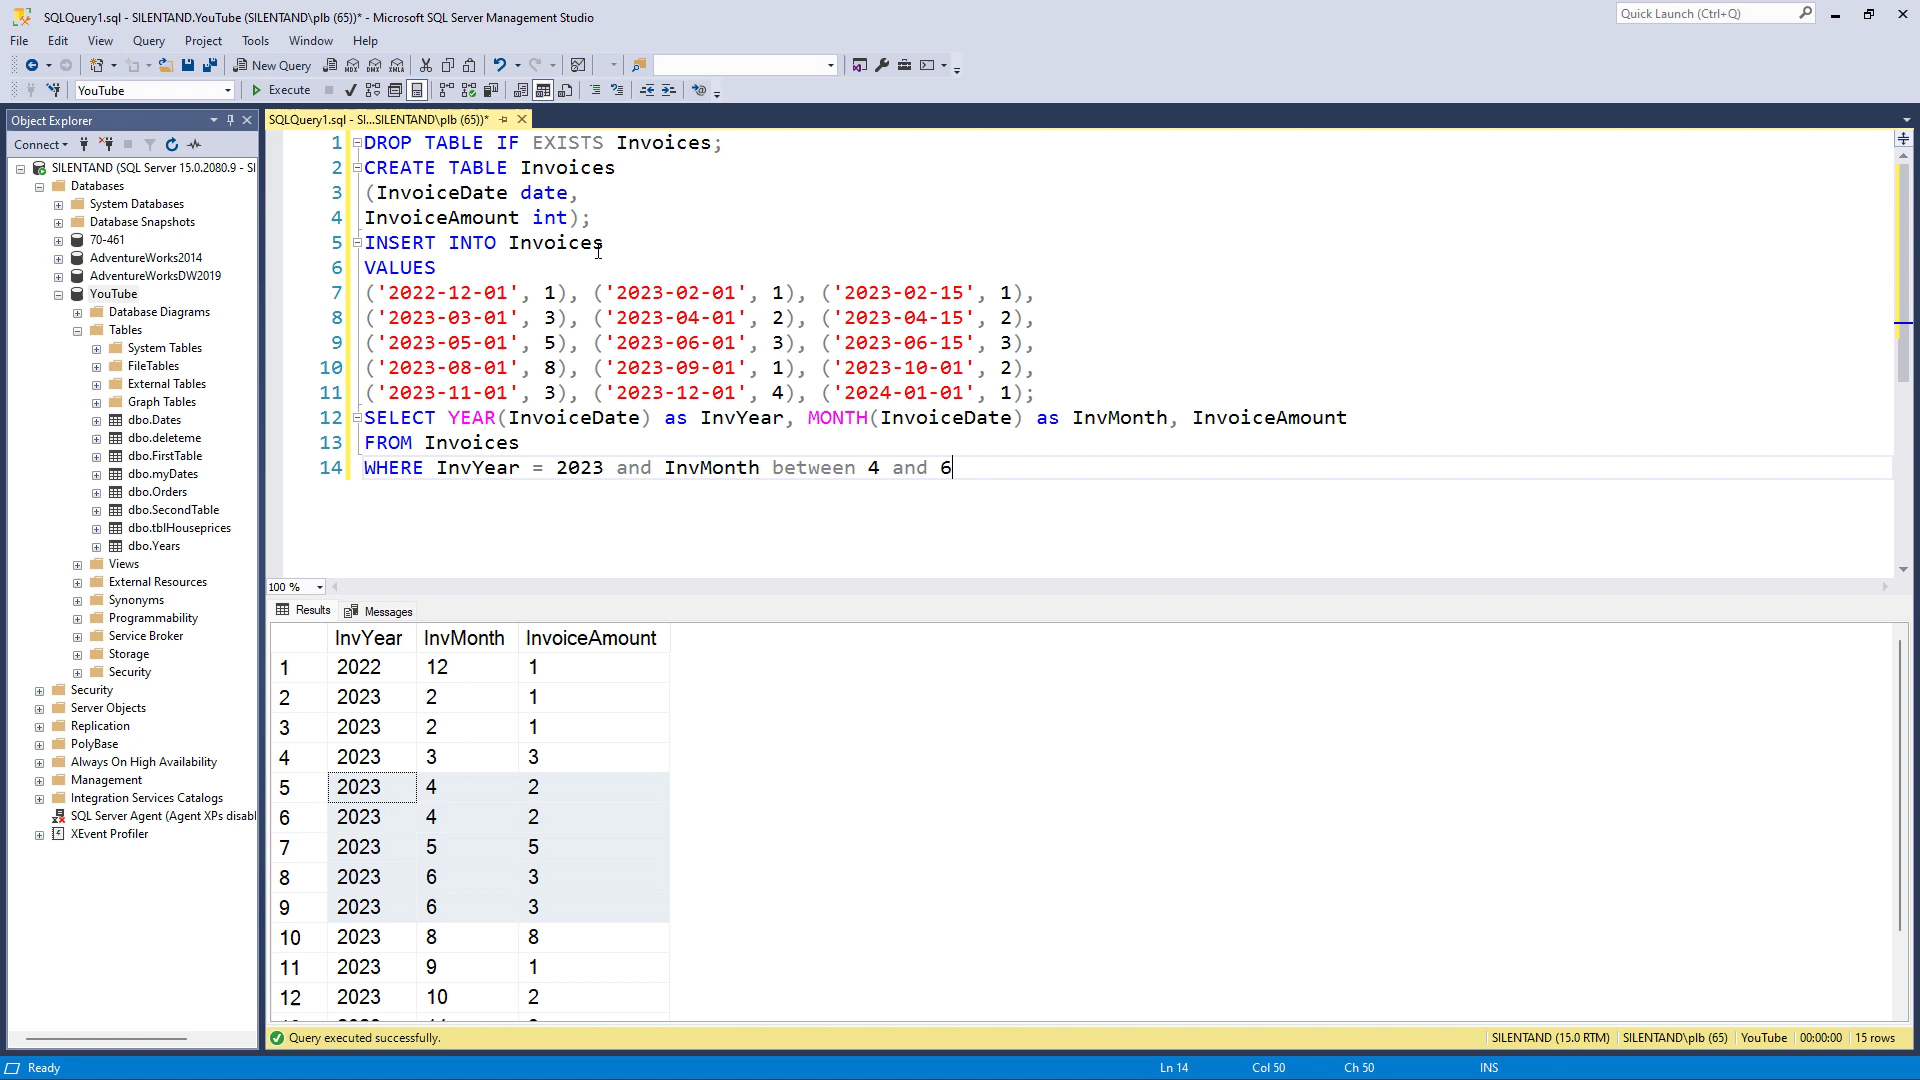 SQLQuery1.sql - SILENTAND.YouTube (SILENTAND\plb (65))* - Microsoft SQL Server Management Studio
Quick Launch (Ctrl+Q)
File Edit View Query Project Tools Window Help
New Query
YouTube
Execute
Object Explorer
SQLQuery1.sql - SI...SILENTAND\plb (65))*
Connect
SILENTAND (SQL Server 15.0.2080.9 - SI
Databases
System Databases
Database Snapshots
70-461
AdventureWorks2014
AdventureWorksDW2019
YouTube
Database Diagrams
Tables
System Tables
FileTables
External Tables
Graph Tables
dbo.Dates
dbo.deleteme
dbo.FirstTable
dbo.myDates
dbo.Orders
dbo.SecondTable
dbo.tblHouseprices
dbo.Years
Views
External Resources
Synonyms
Programmability
Service Broker
Storage
Security
Security
Server Objects
Replication
PolyBase
Always On High Availability
Management
Integration Services Catalogs
SQL Server Agent (Agent XPs disabl
XEvent Profiler
1 DROP TABLE IF EXISTS Invoices;
2 CREATE TABLE Invoices
3 (InvoiceDate date,
4 InvoiceAmount int);
5 INSERT INTO Invoices
6 VALUES
7 ('2022-12-01', 1), ('2023-02-01', 1), ('2023-02-15', 1),
8 ('2023-03-01', 3), ('2023-04-01', 2), ('2023-04-15', 2),
9 ('2023-05-01', 5), ('2023-06-01', 3), ('2023-06-15', 3),
10 ('2023-08-01', 8), ('2023-09-01', 1), ('2023-10-01', 2),
11 ('2023-11-01', 3), ('2023-12-01', 4), ('2024-01-01', 1);
12 SELECT YEAR(InvoiceDate) as InvYear, MONTH(InvoiceDate) as InvMonth, InvoiceAmount
13 FROM Invoices
14 WHERE InvYear = 2023 and InvMonth between 4 and 6
100 %
Results Messages
InvYear InvMonth InvoiceAmount
1 2022 12 1
2 2023 2 1
3 2023 2 1
4 2023 3 3
5 2023 4 2
6 2023 4 2
7 2023 5 5
8 2023 6 3
9 2023 6 3
10 2023 8 8
11 2023 9 1
12 2023 10 2
Query executed successfully.
SILENTAND (15.0 RTM) SILENTAND\plb (65) YouTube 00:00:00 15 rows
Ready Ln 14 Col 50 Ch 50 INS